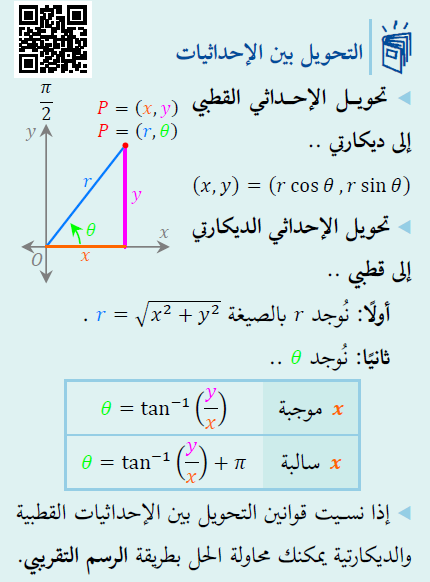 التحويل بين الإحداثيات
تحويل الإحداثي القطبي
إلى ديكارتي ..
π/2
y
P = (x, y)
P = (r, θ)
r
θ
y
x
x
O
(x, y) = (r cos θ , r sin θ)
تحويل الإحداثي الديكارتي
إلى قطبي ..
أولًا: نُوجد r بالصيغة r = √(x² + y²) .
ثانيًا: نُوجد θ ..
x موجبة θ = tan⁻¹(y/x)
x سالبة θ = tan⁻¹(y/x) + π
إذا نسيت قوانين التحويل بين الإحداثيات القطبية
والديكارتية يمكنك محاولة الحل بطريقة الرسم التقريبي.